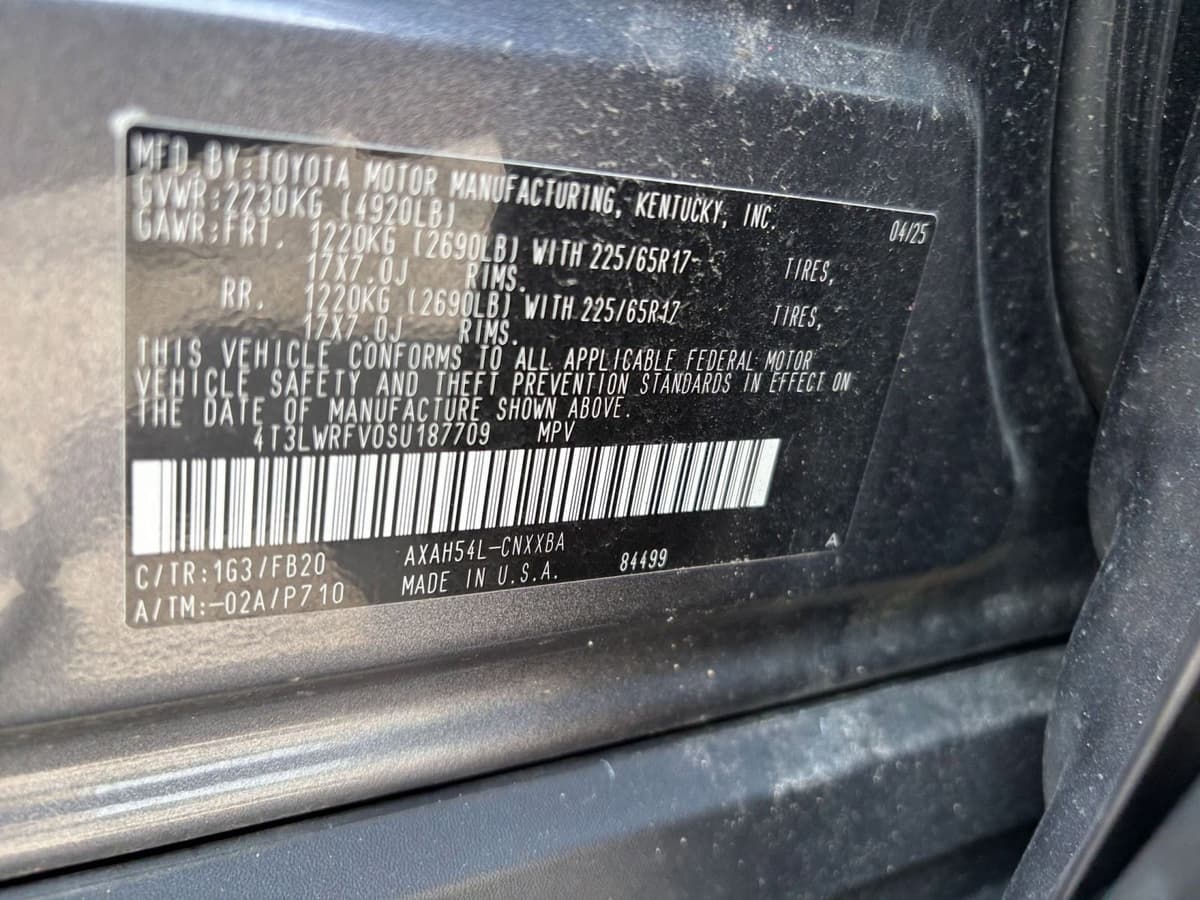 MFD.BY:TOYOTA MOTOR MANUFACTURING, KENTUCKY, INC. 04/25
GVWR:2230KG (4920LB)
GAWR:FRT. 1220KG (2690LB) WITH 225/65R17 TIRES,
17X7.0J RIMS.
RR. 1220KG (2690LB) WITH 225/65R17 TIRES,
17X7.0J RIMS.
THIS VEHICLE CONFORMS TO ALL APPLICABLE FEDERAL MOTOR
VEHICLE SAFETY AND THEFT PREVENTION STANDARDS IN EFFECT ON
THE DATE OF MANUFACTURE SHOWN ABOVE.
4T3LWRFV0SU187709 MPV
C/TR:1G3/FB20 AXAH54L-CNXXBA A
A/TM:-02A/P710 MADE IN U.S.A. 84499